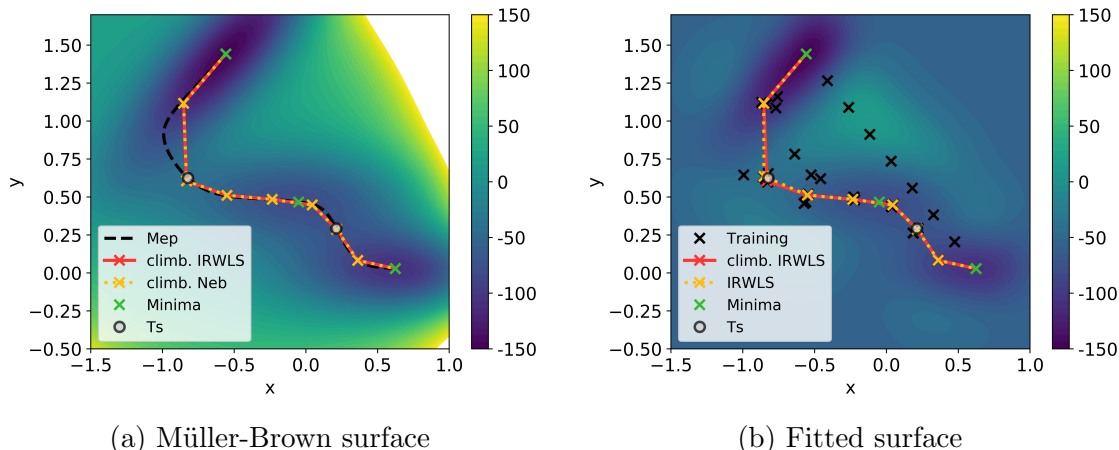 1.50
1.25
1.00
0.75
0.50
0.25
0.00
−0.25
−0.50
y
−1.5
−1.0
−0.5
0.0
0.5
1.0
x
Mep
climb. IRWLS
climb. Neb
Minima
Ts
150
100
50
0
-50
-100
-150
(a) Müller-Brown surface
1.50
1.25
1.00
0.75
0.50
0.25
0.00
−0.25
−0.50
y
−1.5
−1.0
−0.5
0.0
0.5
1.0
x
Training
climb. IRWLS
IRWLS
Minima
Ts
150
100
50
0
-50
-100
-150
(b) Fitted surface